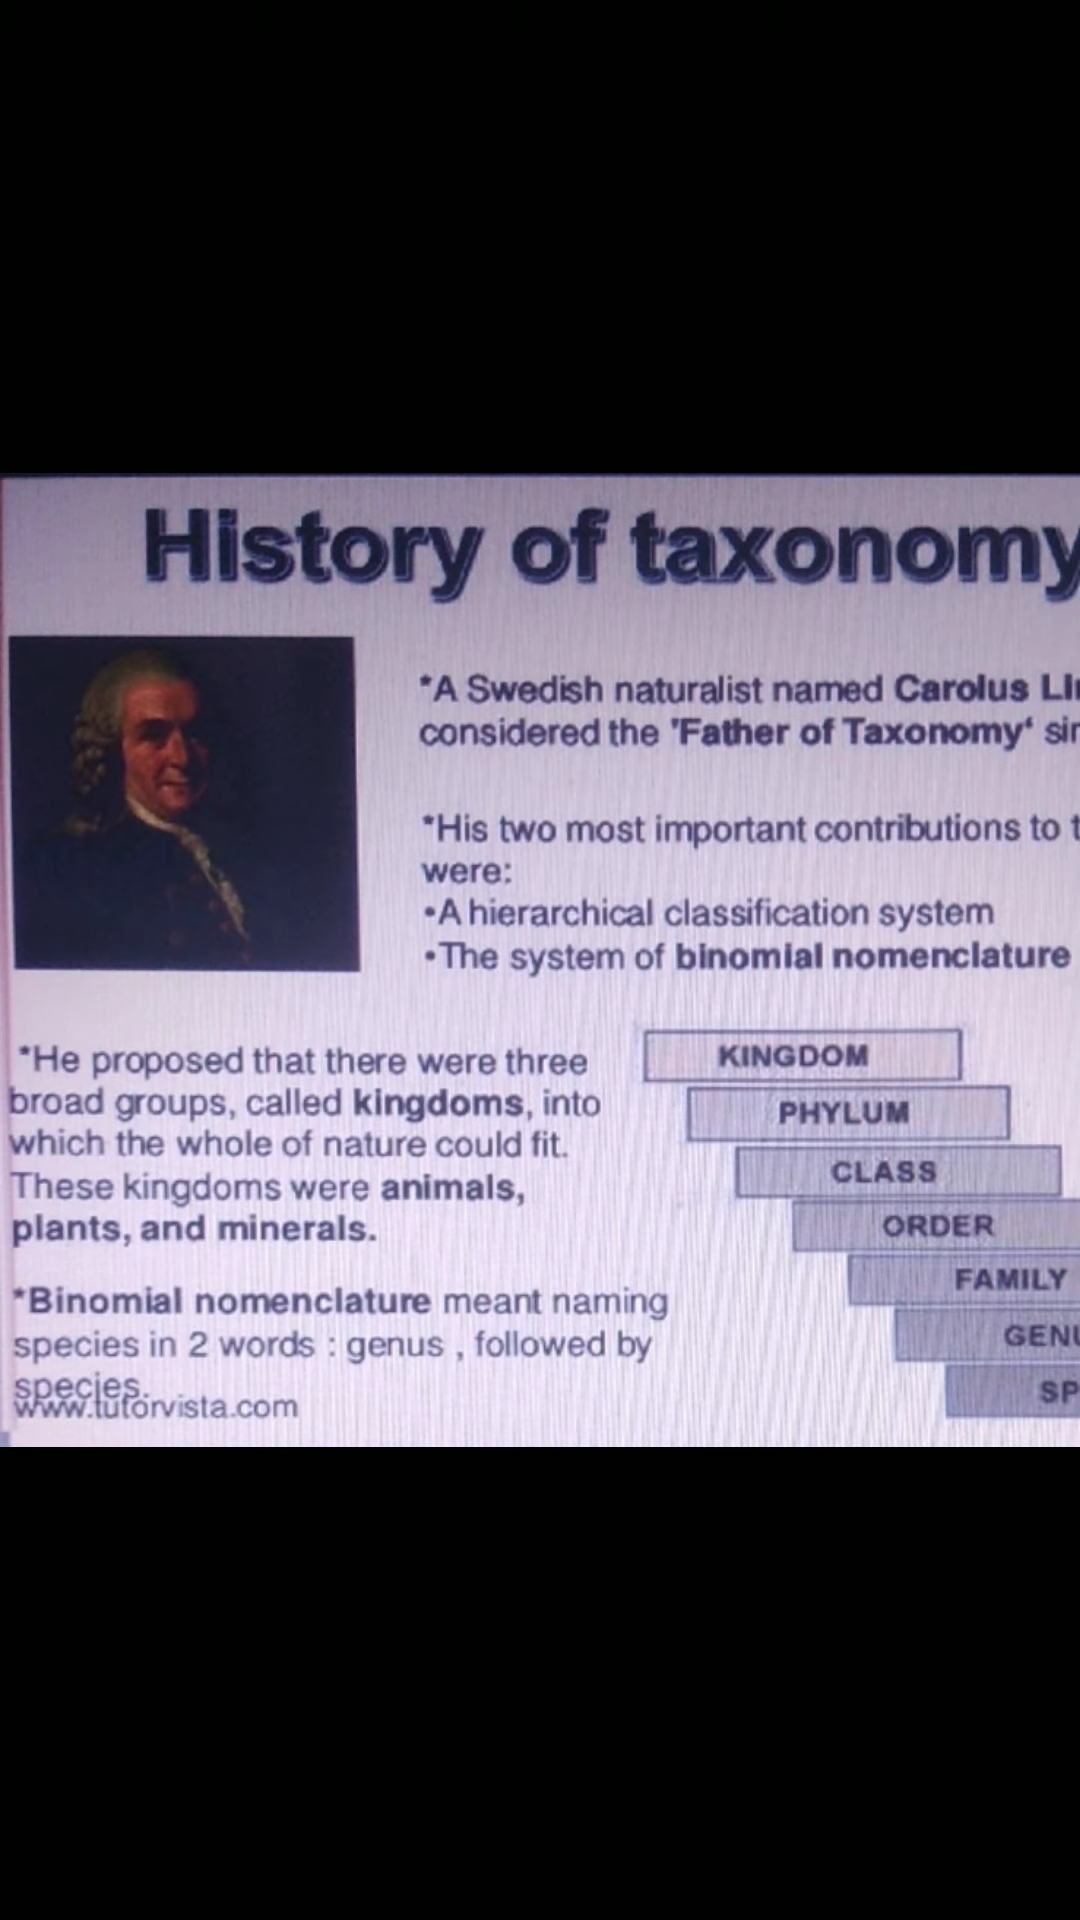 History of taxonomy
*A Swedish naturalist named Carolus
considered the 'Father of Taxonomy‘
*His two most important contributions to
were:
•A hierarchical classification system
•The system of binomial nomenclature
*He proposed that there were three
broad groups, called kingdoms, into
which the whole of nature could fit.
These kingdoms were animals,
plants, and minerals.
*Binomial nomenclature meant naming
species in 2 words : genus , followed by
species.
www.tutorvista.com
KINGDOM
PHYLUM
CLASS
ORDER
FAMILY